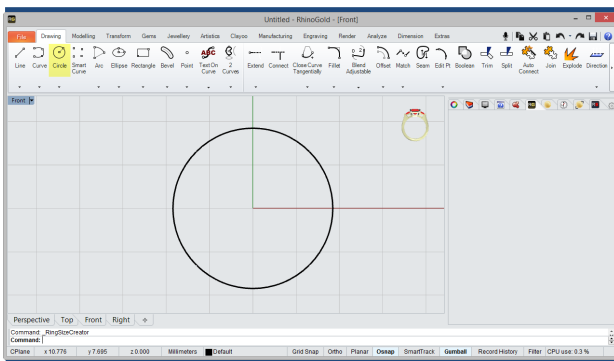 Untitled - RhinoGold - [Front]
File Drawing Modelling Transform Gems Jewellery Artistics Clayoo Manufacturing Engraving Render Analyze Dimension Extras
Line Curve Circle Smart Curve Arc Ellipse Rectangle Bevel Point Text On Curve 2 Curves Extend Connect Close Curve Tangentially Fillet Blend Adjustable Offset Match Seam Edit Pt Boolean Trim Split Auto Connect Join Explode Direction
Front
Perspective Top Front Right
Command: _RingSizeCreator
Command:
CPlane x 10.776 y 7.695 z 0.000 Millimeters Default Grid Snap Ortho Planar Osnap SmartTrack Gumball Record History Filter CPU use: 0.3 %